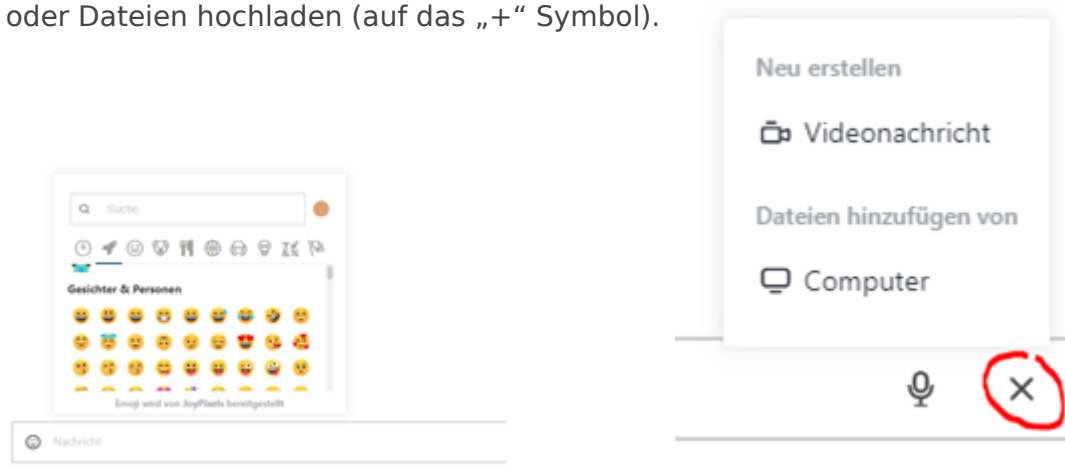 oder Dateien hochladen (auf das „+“ Symbol).
Suche
Gesichter & Personen
Emoji wird von JoyPixels bereitgestellt
Nachricht
Neu erstellen
Videonachricht
Dateien hinzufügen von
Computer